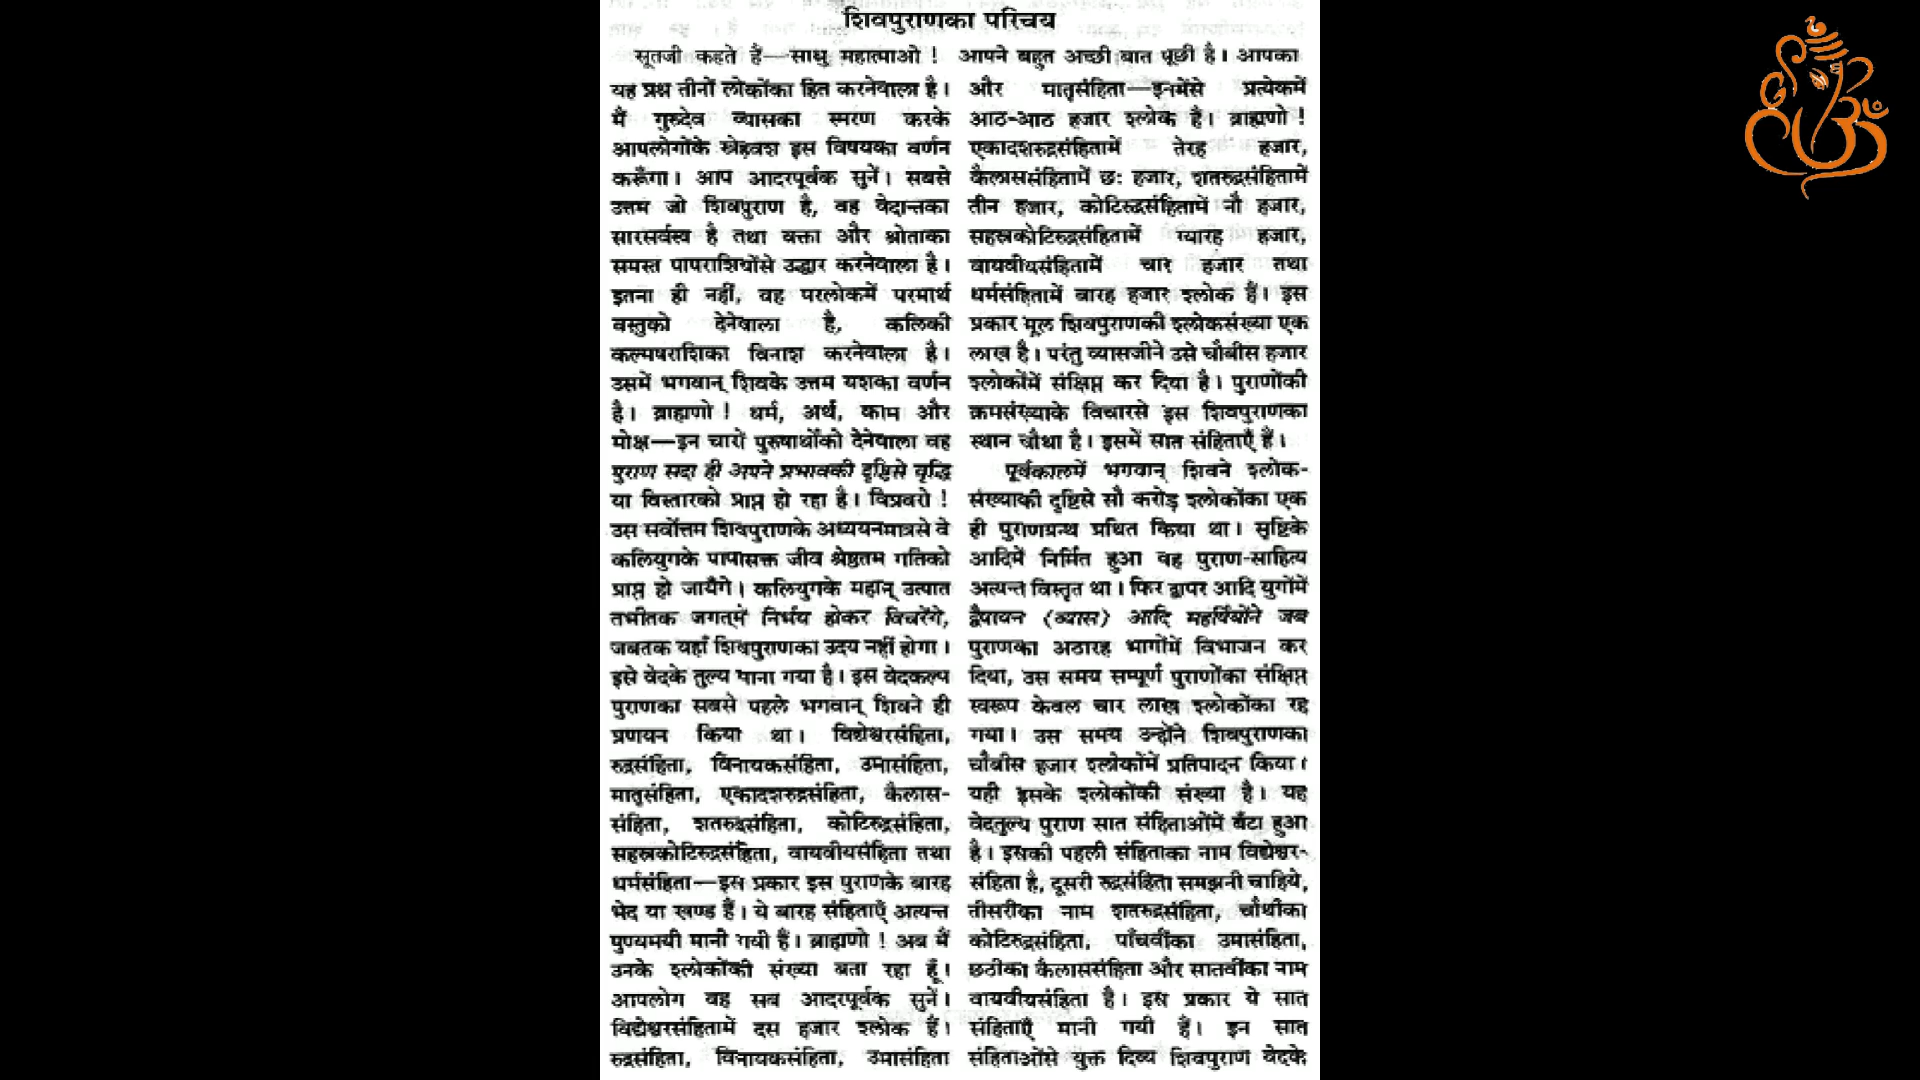 शिवपुराणका परिचय
सूतजी कहते हैं—साधु महात्माओ ! आपने बहुत अच्छी बात पूछी है। आपका
यह प्रश्न तीनों लोकोंका हित करनेवाला है।
मैं गुरुदेव व्यासका स्मरण करके
आपलोगोंके स्नेहवश इस विषयका वर्णन
करूँगा। आप आदरपूर्वक सुनें। सबसे
उत्तम जो शिवपुराण है, वह वेदान्तका
सारसर्वस्व है तथा वक्ता और श्रोताका
समस्त पापराशियोंसे उद्धार करनेवाला है।
इतना ही नहीं, वह परलोकमें परमार्थ
वस्तुको देनेवाला है, कलिकी
कल्मषराशिका विनाश करनेवाला है।
उसमें भगवान् शिवके उत्तम यशका वर्णन
है। ब्राह्मणो ! धर्म, अर्थ, काम और
मोक्ष—इन चारों पुरुषार्थोंको देनेवाला वह
पुराण सदा ही अपने प्रभावकी दृष्टिसे वृद्धि
या विस्तारको प्राप्त हो रहा है। विप्रवरो !
उस सर्वोत्तम शिवपुराणके अध्ययनमात्रसे वे
कलियुगके पापासक्त जीव श्रेष्ठतम गतिको
प्राप्त हो जायँगे। कलियुगके महान् उत्पात
तभीतक जगत्‌में निर्भय होकर विचरेंगे,
जबतक यहाँ शिवपुराणका उदय नहीं होगा।
इसे वेदके तुल्य माना गया है। इस वेदकल्प
पुराणका सबसे पहले भगवान् शिवने ही
प्रणयन किया था। विद्येश्वरसंहिता,
रुद्रसंहिता, विनायकसंहिता, उमासंहिता,
मातृसंहिता, एकादशरुद्रसंहिता, कैलास-
संहिता, शतरुद्रसंहिता, कोटिरुद्रसंहिता,
सहस्रकोटिरुद्रसंहिता, वायवीयसंहिता तथा
धर्मसंहिता—इस प्रकार इस पुराणके बारह
भेद या खण्ड हैं। ये बारह संहिताएँ अत्यन्त
पुण्यमयी मानी गयी हैं। ब्राह्मणो ! अब मैं
उनके श्लोकोंकी संख्या बता रहा हूँ।
आपलोग वह सब आदरपूर्वक सुनें।
विद्येश्वरसंहितामें दस हजार श्लोक हैं।
रुद्रसंहिता, विनायकसंहिता, उमासंहिता
और मातृसंहिता—इनमेंसे प्रत्येकमें
आठ-आठ हजार श्लोक हैं। ब्राह्मणो !
एकादशरुद्रसंहितामें तेरह हजार,
कैलाससंहितामें छः हजार, शतरुद्रसंहितामें
तीन हजार, कोटिरुद्रसंहितामें नौ हजार,
सहस्रकोटिरुद्रसंहितामें ग्यारह हजार,
वायवीयसंहितामें चार हजार तथा
धर्मसंहितामें बारह हजार श्लोक हैं। इस
प्रकार मूल शिवपुराणकी श्लोकसंख्या एक
लाख है। परंतु व्यासजीने उसे चौबीस हजार
श्लोकोंमें संक्षिप्त कर दिया है। पुराणोंकी
क्रमसंख्याके विचारसे इस शिवपुराणका
स्थान चौथा है। इसमें सात संहिताएँ हैं।
पूर्वकालमें भगवान् शिवने श्लोक-
संख्याकी दृष्टिसे सौ करोड़ श्लोकोंका एक
ही पुराणग्रन्थ ग्रथित किया था। सृष्टिके
आदिमें निर्मित हुआ वह पुराण-साहित्य
अत्यन्त विस्तृत था। फिर द्वापर आदि युगोंमें
द्वैपायन (व्यास) आदि महर्षियोंने जब
पुराणका अठारह भागोंमें विभाजन कर
दिया, उस समय सम्पूर्ण पुराणोंका संक्षिप्त
स्वरूप केवल चार लाख श्लोकोंका रह
गया। उस समय उन्होंने शिवपुराणका
चौबीस हजार श्लोकोंमें प्रतिपादन किया।
यही इसके श्लोकोंकी संख्या है। यह
वेदतुल्य पुराण सात संहिताओंमें बँटा हुआ
है। इसकी पहली संहिताका नाम विद्येश्वर-
संहिता है, दूसरी रुद्रसंहिता समझनी चाहिये,
तीसरीका नाम शतरुद्रसंहिता, चौथीका
कोटिरुद्रसंहिता, पाँचवींका उमासंहिता,
छठीका कैलाससंहिता और सातवींका नाम
वायवीयसंहिता है। इस प्रकार ये सात
संहिताएँ मानी गयी हैं। इन सात
संहिताओंसे युक्त दिव्य शिवपुराण वेदके